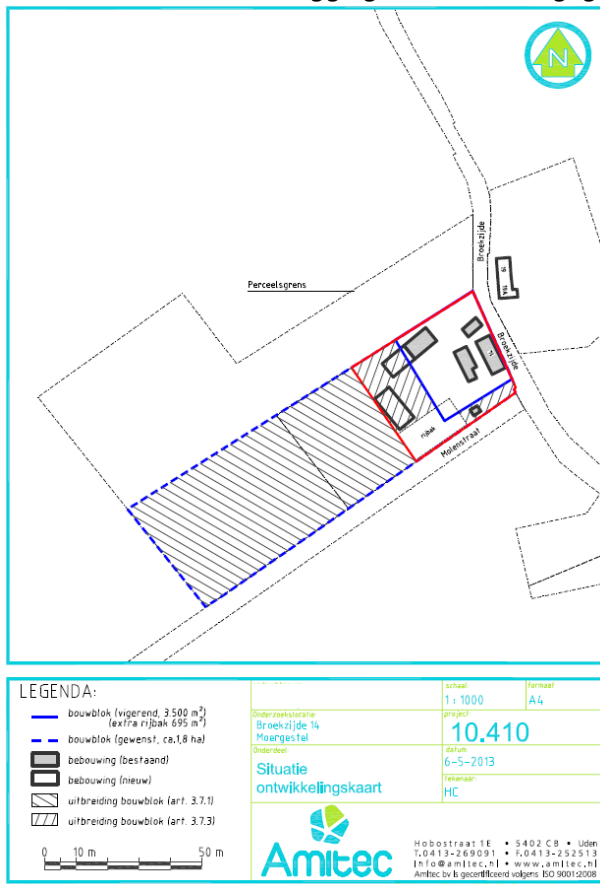 N
Broekzijde
19
19A
Perceelsgrens
Broekzijde
14
rijbak
Molenstraat
LEGENDA:
bouwblok (vigerend, 3.500 m²)
(extra rijbak 695 m²)
bouwblok (gewenst, ca.1,8 ha)
bebouwing (bestaand)
bebouwing (nieuw)
uitbreiding bouwblok (art. 3.7.1)
uitbreiding bouwblok (art. 3.7.3)
0 10 m 50 m
schaal:
1 : 1000
formaat
A4
Onderzoekslocatie:
Broekzijde 14
Moergestel
project:
10.410
Onderdeel:
Situatie
ontwikkelingskaart
datum
6-5-2013
tekenaar:
HC
Amitec
Hobostraat 1E • 5402 CB • Uden
T.0413-269091 • F.0413-252513
info@amitec.nl • www.amitec.nl
Amitec bv is gecertificeerd volgens ISO 9001:2008